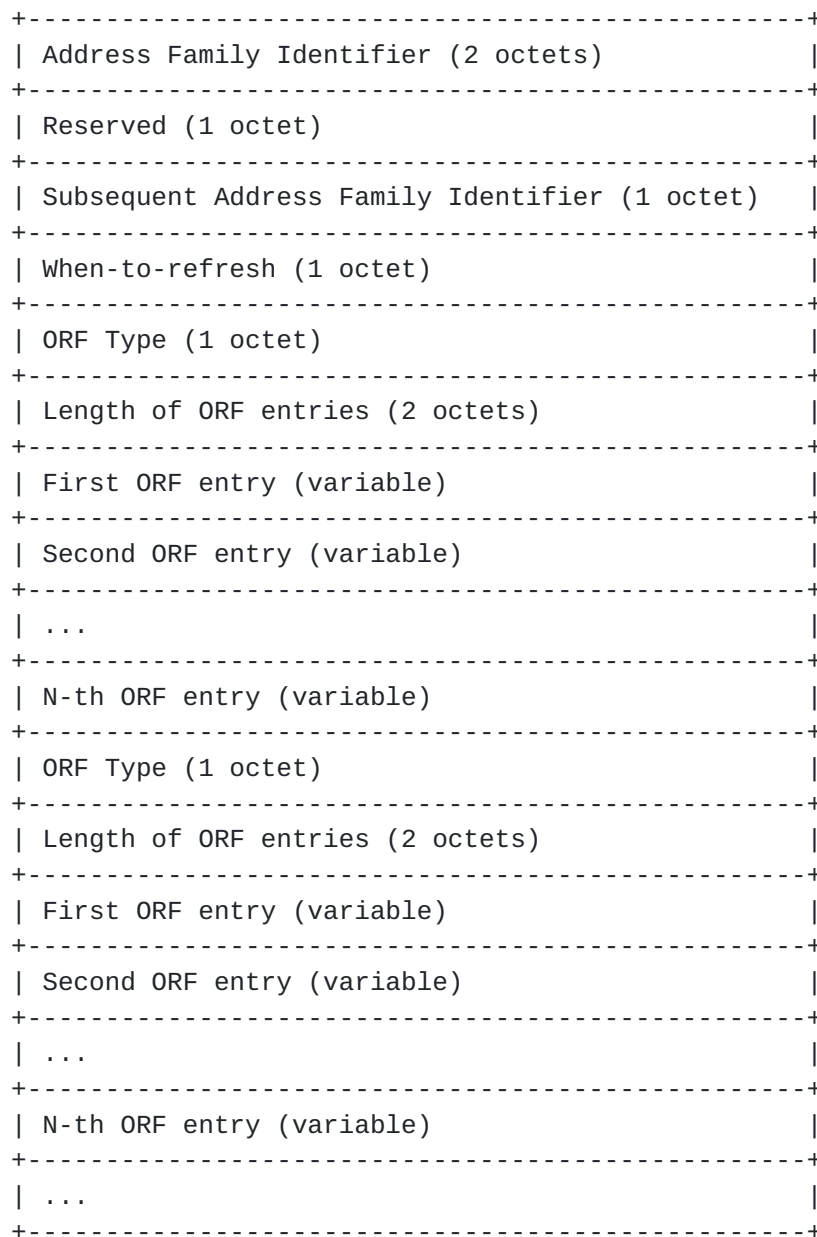 +--------------------------------------------------+
| Address Family Identifier (2 octets)             |
+--------------------------------------------------+
| Reserved (1 octet)                               |
+--------------------------------------------------+
| Subsequent Address Family Identifier (1 octet)   |
+--------------------------------------------------+
| When-to-refresh (1 octet)                        |
+--------------------------------------------------+
| ORF Type (1 octet)                               |
+--------------------------------------------------+
| Length of ORF entries (2 octets)                 |
+--------------------------------------------------+
| First ORF entry (variable)                       |
+--------------------------------------------------+
| Second ORF entry (variable)                      |
+--------------------------------------------------+
| ...                                              |
+--------------------------------------------------+
| N-th ORF entry (variable)                        |
+--------------------------------------------------+
| ORF Type (1 octet)                               |
+--------------------------------------------------+
| Length of ORF entries (2 octets)                 |
+--------------------------------------------------+
| First ORF entry (variable)                       |
+--------------------------------------------------+
| Second ORF entry (variable)                      |
+--------------------------------------------------+
| ...                                              |
+--------------------------------------------------+
| N-th ORF entry (variable)                        |
+--------------------------------------------------+
| ...                                              |
+--------------------------------------------------+